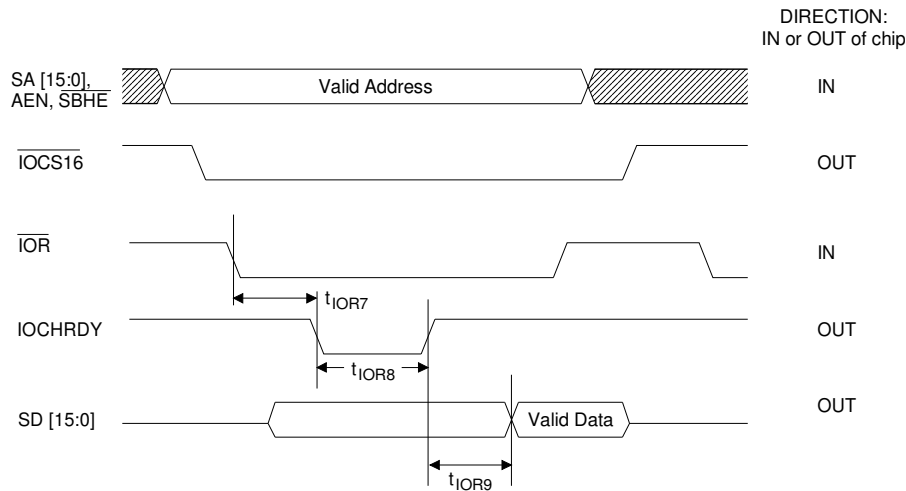 DIRECTION:
IN or OUT of chip
SA [15:0],
AEN, SBHE
Valid Address
IN
IOCS16
OUT
IOR
IN
tIOR7
IOCHRDY
OUT
tIOR8
SD [15:0]
Valid Data
OUT
tIOR9